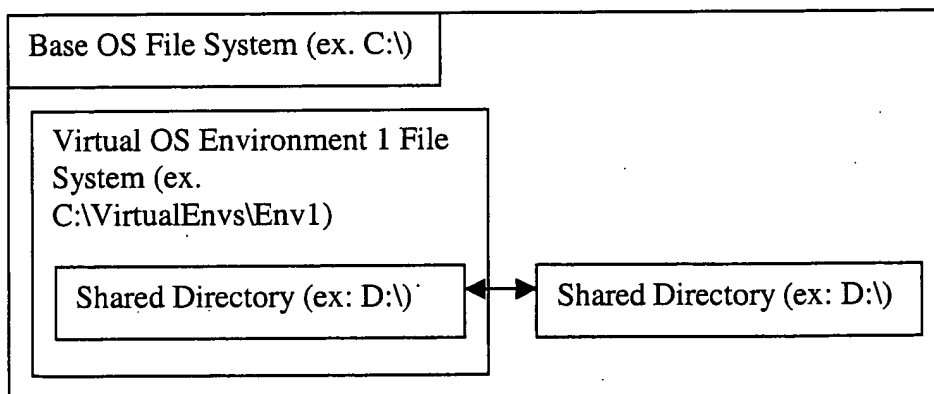 Base OS File System (ex. C:\)
Virtual OS Environment 1 File
System (ex.
C:\VirtualEnvs\Env1)
Shared Directory (ex: D:\)
Shared Directory (ex: D:\)